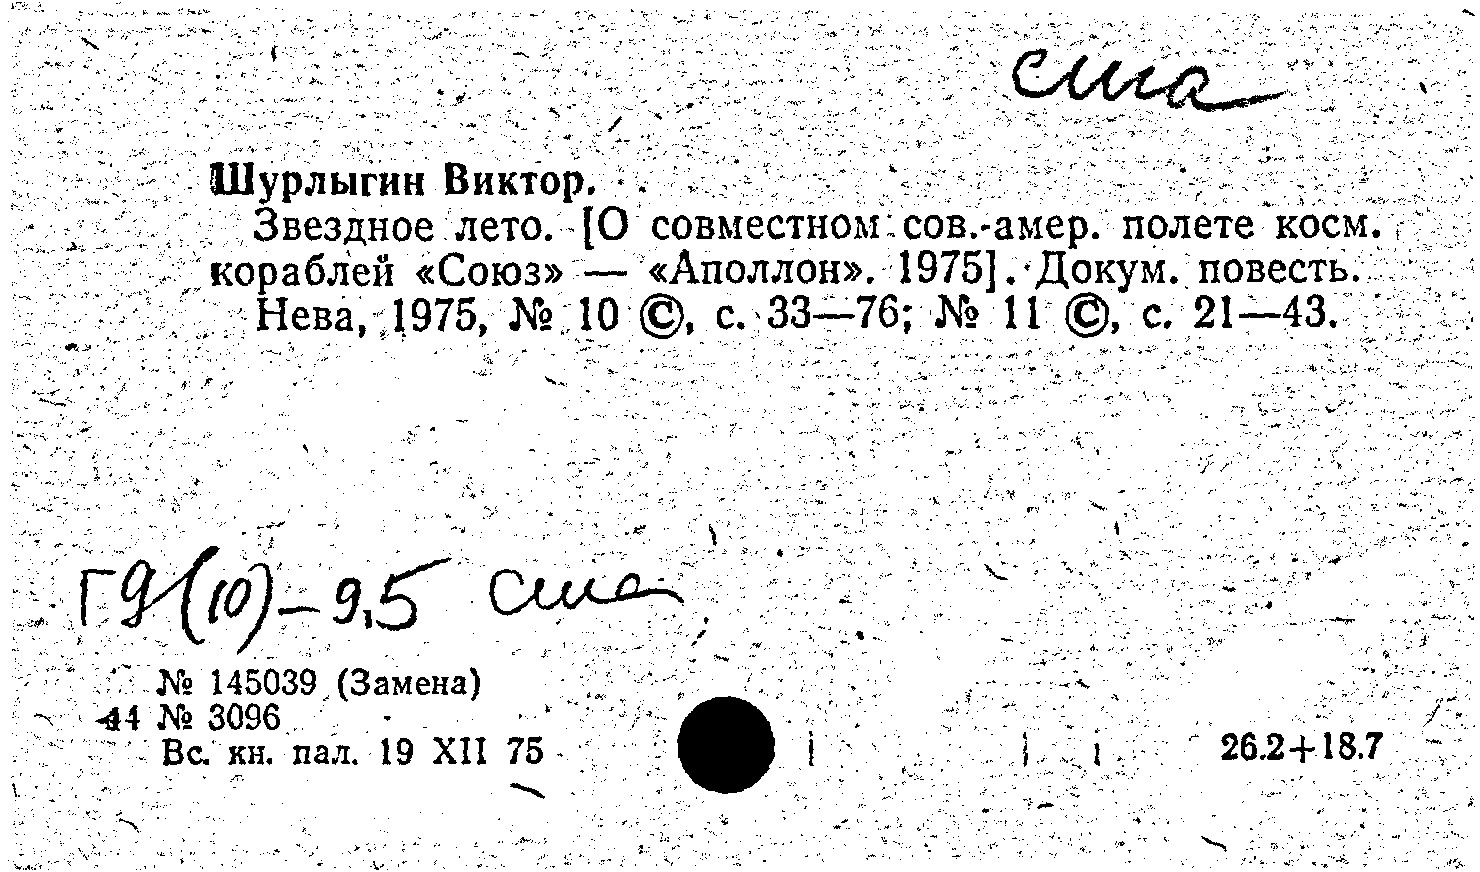 сша
Шурлыгин Виктор.
Звездное лето. [О совместном сов.-амер. полете косм.
кораблей «Союз» — «Аполлон». 1975]. Докум. повесть.
Нева, 1975, № 10 ©, с. 33—76; № 11 ©, с. 21—43.
Г9(10)-9,5 сша
№ 145039 (Замена)
44 № 3096
Вс. кн. пал. 19 XII 75
26.2+18.7